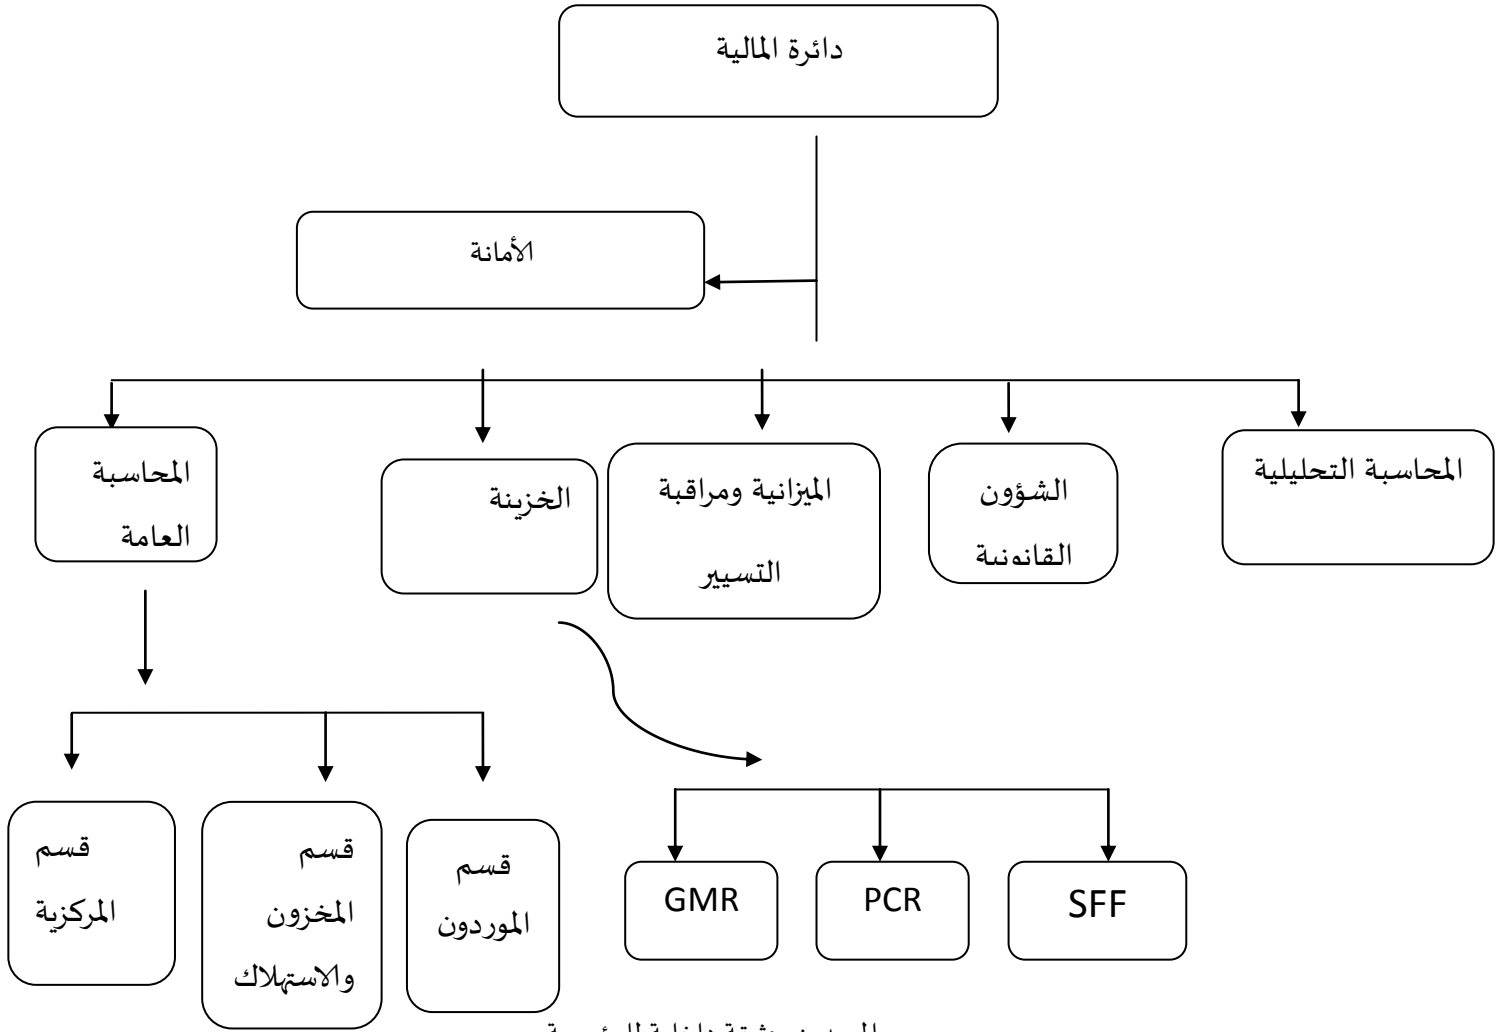 دائرة المالية
الأمانة
المحاسبة التحليلية
الشؤون
القانونية
الميزانية ومراقبة
التسيير
الخزينة
المحاسبة
العامة
قسم
الموردون
قسم
المخزون
والاستهلاك
قسم
المركزية
GMR
PCR
SFF